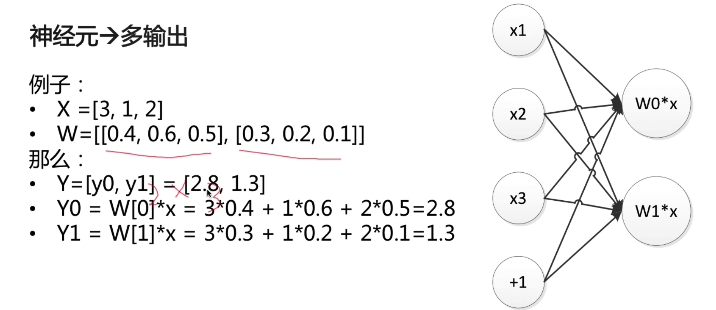 神经元→多输出
例子：
• X =[3, 1, 2]
• W=[[0.4, 0.6, 0.5], [0.3, 0.2, 0.1]]
那么：
• Y=[y0, y1] = [2.8, 1.3]
• Y0 = W[0]*x = 3*0.4 + 1*0.6 + 2*0.5=2.8
• Y1 = W[1]*x = 3*0.3 + 1*0.2 + 2*0.1=1.3
x1
x2
x3
+1
W0*x
W1*x